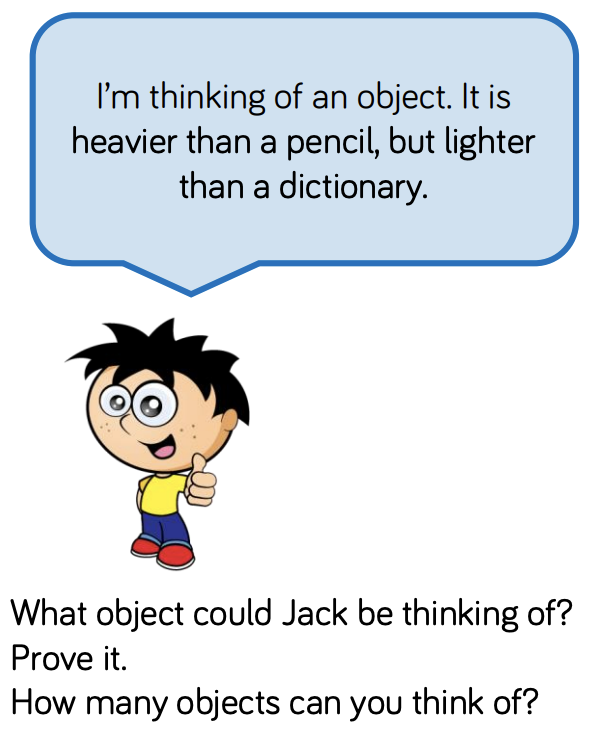 I'm thinking of an object. It is
heavier than a pencil, but lighter
than a dictionary.
What object could Jack be thinking of?
Prove it.
How many objects can you think of?